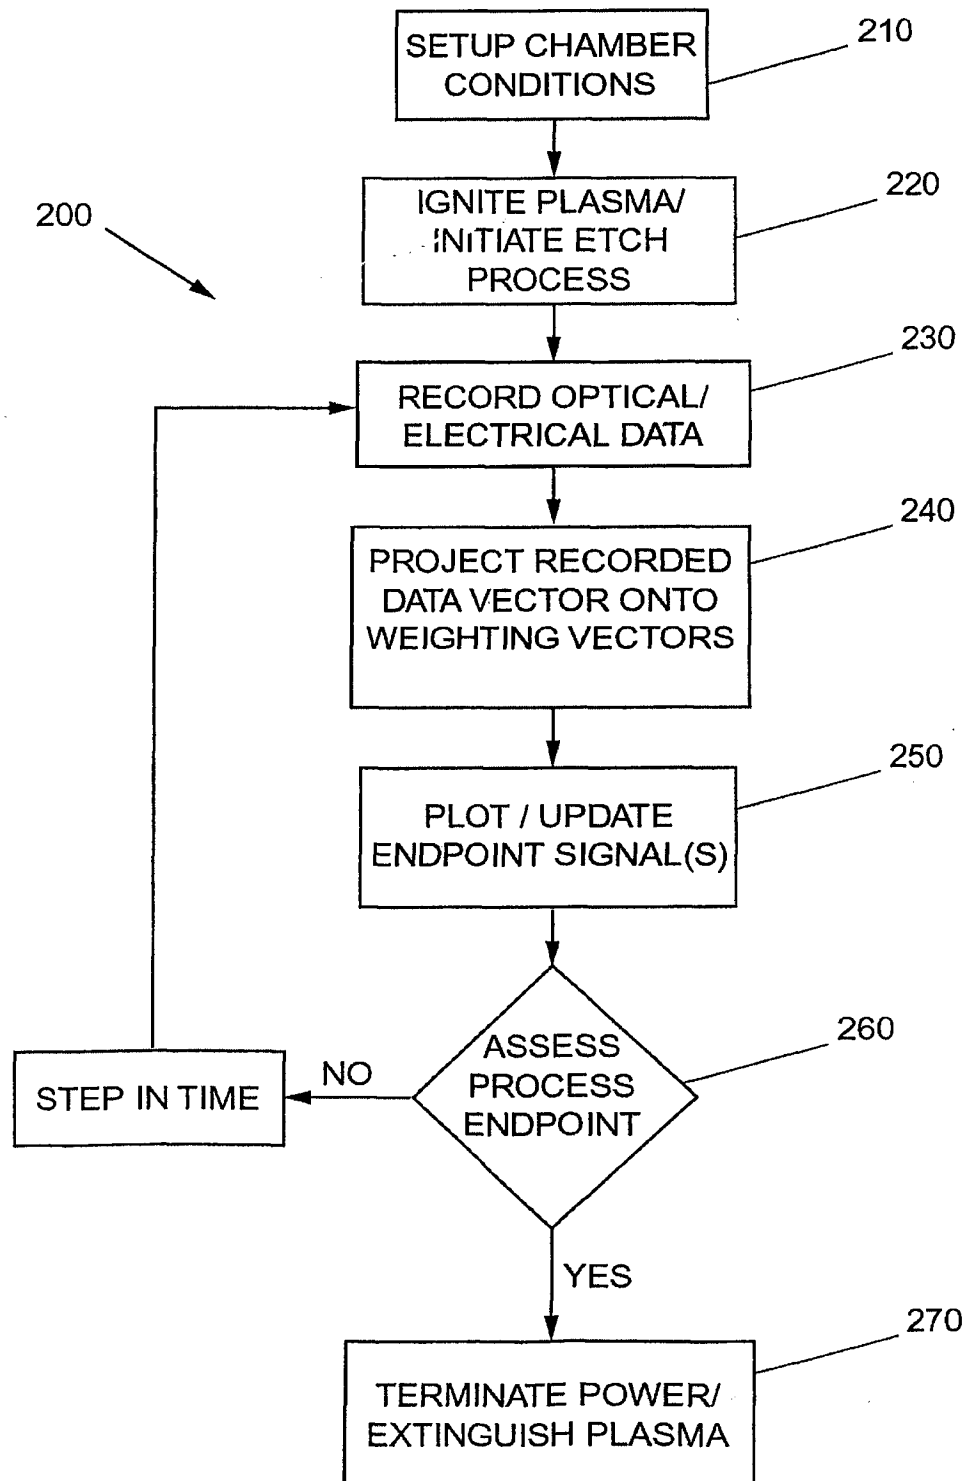 SETUP CHAMBER
CONDITIONS
210
IGNITE PLASMA/
INITIATE ETCH
PROCESS
220
200
RECORD OPTICAL/
ELECTRICAL DATA
230
PROJECT RECORDED
DATA VECTOR ONTO
WEIGHTING VECTORS
240
PLOT / UPDATE
ENDPOINT SIGNAL(S)
250
ASSESS
PROCESS
ENDPOINT
260
NO
STEP IN TIME
YES
TERMINATE POWER/
EXTINGUISH PLASMA
270